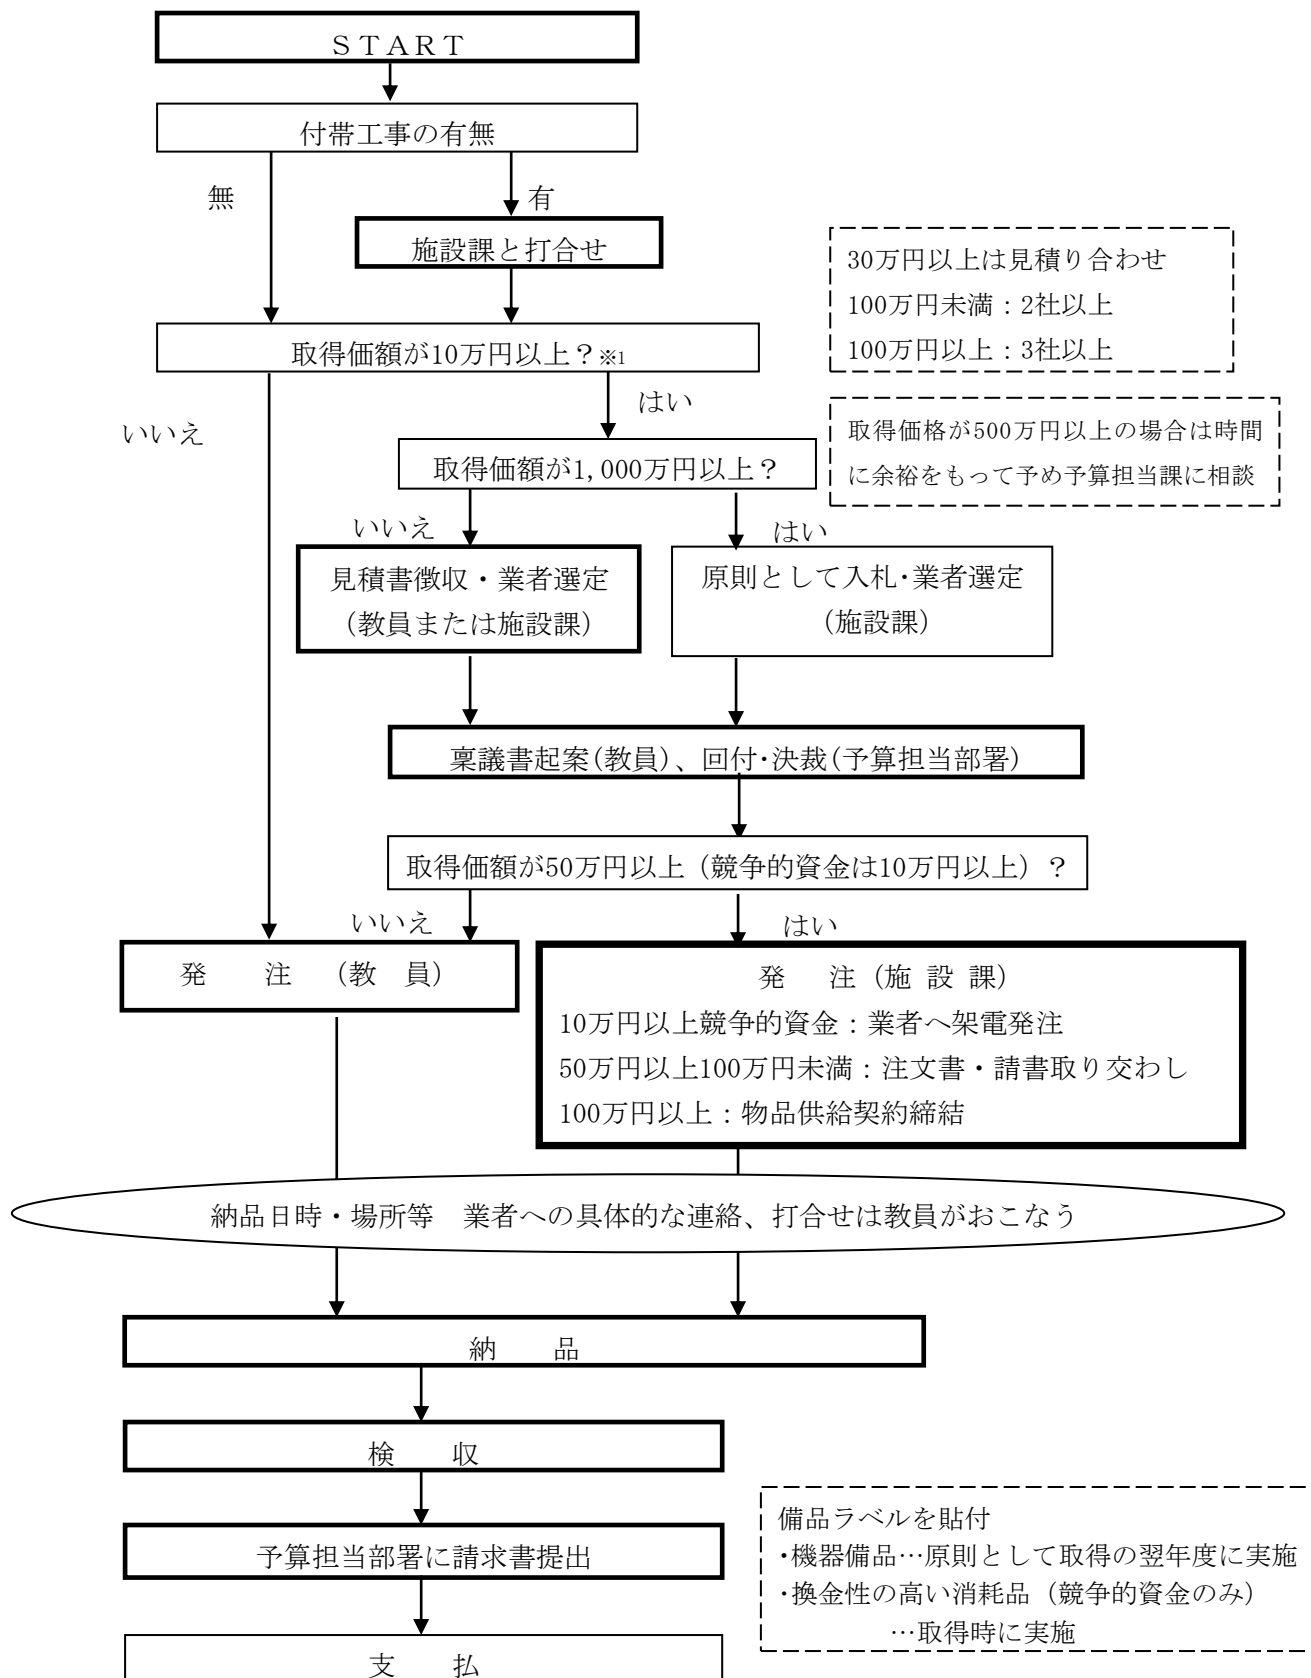 ＳＴＡＲＴ
付帯工事の有無
無
有
施設課と打合せ
30万円以上は見積り合わせ
100万円未満：2社以上
100万円以上：3社以上
取得価額が10万円以上？※1
いいえ
はい
取得価格が500万円以上の場合は時間
に余裕をもって予め予算担当課に相談
取得価額が1,000万円以上？
いいえ
はい
見積書徴収・業者選定
（教員または施設課）
原則として入札・業者選定
（施設課）
稟議書起案(教員)、回付・決裁(予算担当部署)
取得価額が50万円以上（競争的資金は10万円以上）？
いいえ
はい
発　　注　（教　員）
発　注（施 設 課）
10万円以上競争的資金：業者へ架電発注
50万円以上100万円未満：注文書・請書取り交わし
100万円以上：物品供給契約締結
納品日時・場所等　業者への具体的な連絡、打合せは教員がおこなう
納　　品
検　　収
予算担当部署に請求書提出
備品ラベルを貼付
・機器備品…原則として取得の翌年度に実施
・換金性の高い消耗品（競争的資金のみ）
…取得時に実施
支　　払